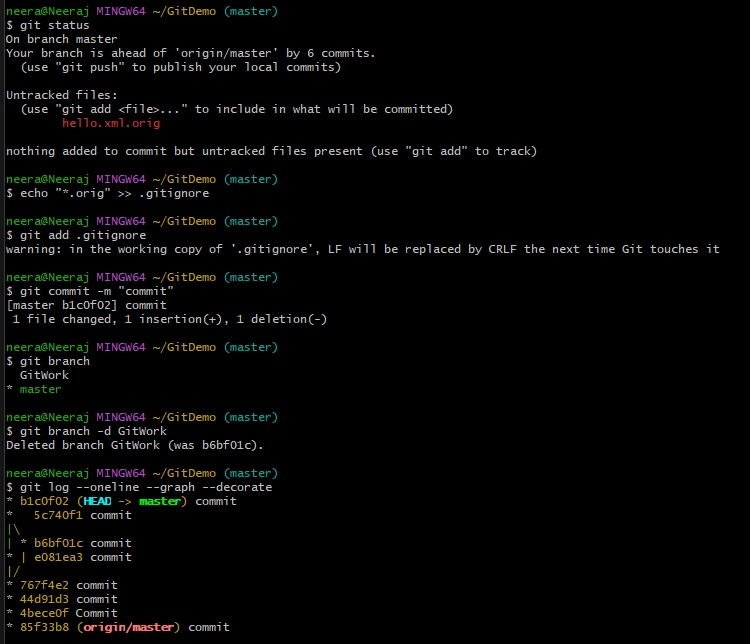 neera@Neeraj MINGW64 ~/GitDemo (master)
$ git status
On branch master
Your branch is ahead of 'origin/master' by 6 commits.
  (use "git push" to publish your local commits)

Untracked files:
  (use "git add <file>..." to include in what will be committed)
        hello.xml.orig

nothing added to commit but untracked files present (use "git add" to track)

neera@Neeraj MINGW64 ~/GitDemo (master)
$ echo "*.orig" >> .gitignore

neera@Neeraj MINGW64 ~/GitDemo (master)
$ git add .gitignore
warning: in the working copy of '.gitignore', LF will be replaced by CRLF the next time Git touches it

neera@Neeraj MINGW64 ~/GitDemo (master)
$ git commit -m "commit"
[master b1c0f02] commit
 1 file changed, 1 insertion(+), 1 deletion(-)

neera@Neeraj MINGW64 ~/GitDemo (master)
$ git branch
  GitWork
* master

neera@Neeraj MINGW64 ~/GitDemo (master)
$ git branch -d GitWork
Deleted branch GitWork (was b6bf01c).

neera@Neeraj MINGW64 ~/GitDemo (master)
$ git log --oneline --graph --decorate
* b1c0f02 (HEAD -> master) commit
*   5c740f1 commit
|\
| * b6bf01c commit
* | e081ea3 commit
|/
* 767f4e2 commit
* 44d91d3 commit
* 4bece0f Commit
* 85f33b8 (origin/master) commit